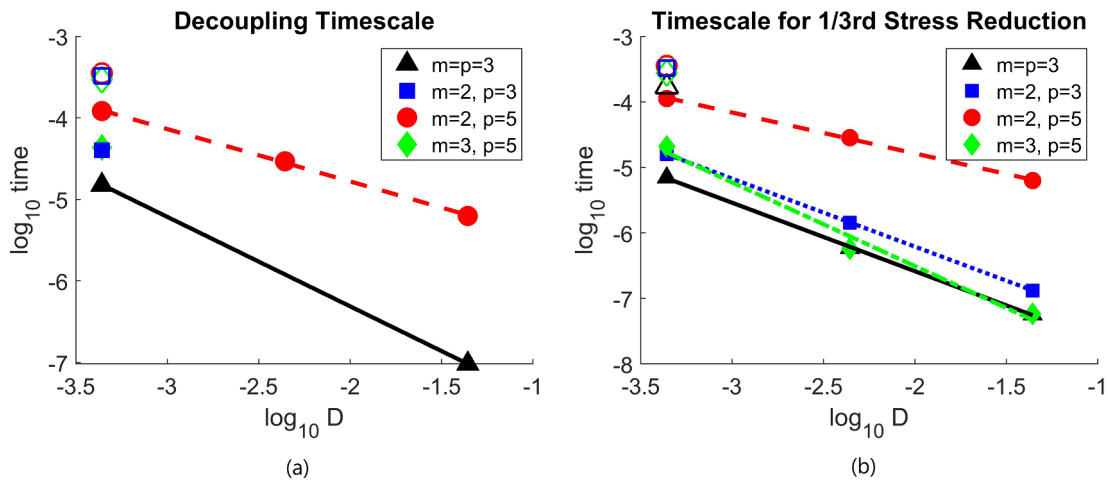 Decoupling Timescale
-3
-4
-5
-6
-7
log10 time
-3.5
-3
-2.5
-2
-1.5
-1
log10 D
m=p=3
m=2, p=3
m=2, p=5
m=3, p=5
(a)
Timescale for 1/3rd Stress Reduction
-3
-4
-5
-6
-7
-8
log10 time
-3.5
-3
-2.5
-2
-1.5
-1
log10 D
m=p=3
m=2, p=3
m=2, p=5
m=3, p=5
(b)